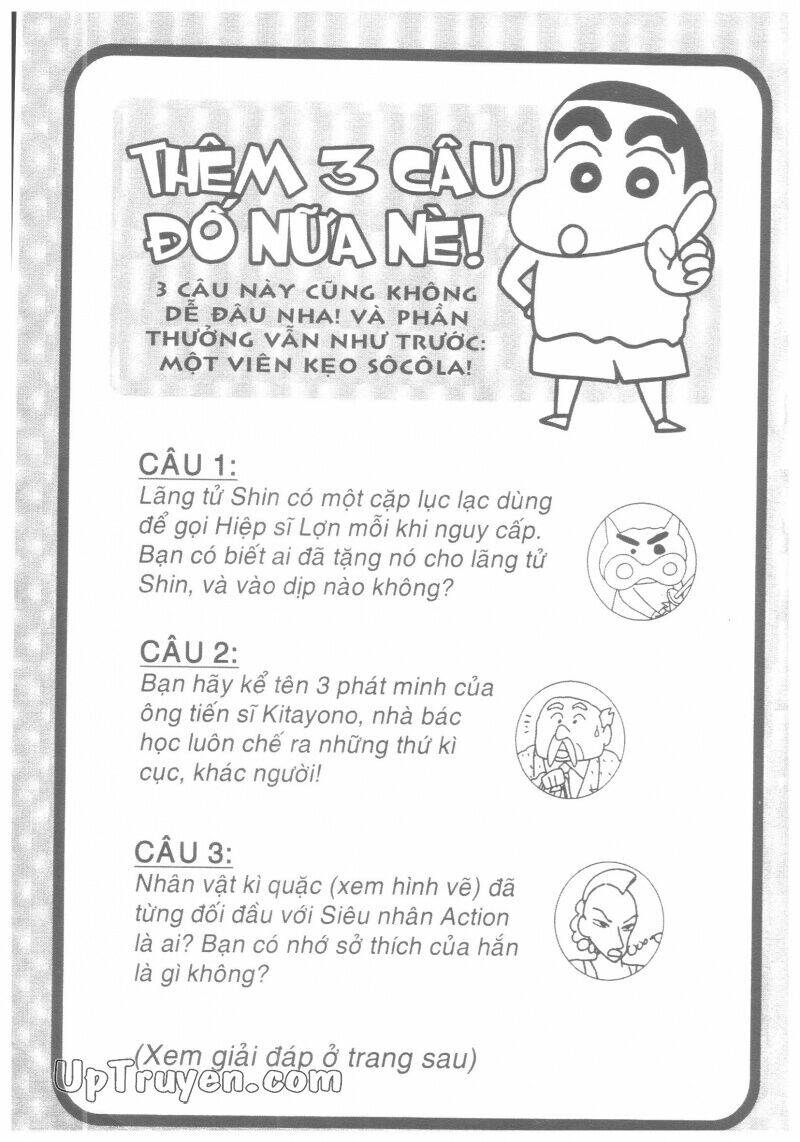 THÊM 3 CÂU
ĐỐ NỮA NÈ!
3 CÂU NÀY CŨNG KHÔNG
DỄ ĐÂU NHA! VÀ PHẦN
THƯỞNG VẪN NHƯ TRƯỚC:
MỘT VIÊN KẸO SÔCÔLA!
CÂU 1:
Lãng tử Shin có một cặp lục lạc dùng
để gọi Hiệp sĩ Lợn mỗi khi nguy cấp.
Bạn có biết ai đã tặng nó cho lãng tử
Shin, và vào dịp nào không?
CÂU 2:
Bạn hãy kể tên 3 phát minh của
ông tiến sĩ Kitayono, nhà bác
học luôn chế ra những thứ kì
cục, khác người!
CÂU 3:
Nhân vật kì quặc (xem hình vẽ) đã
từng đối đầu với Siêu nhân Action
là ai? Bạn có nhớ sở thích của hắn
là gì không?
(Xem giải đáp ở trang sau)
UpTruyen.com